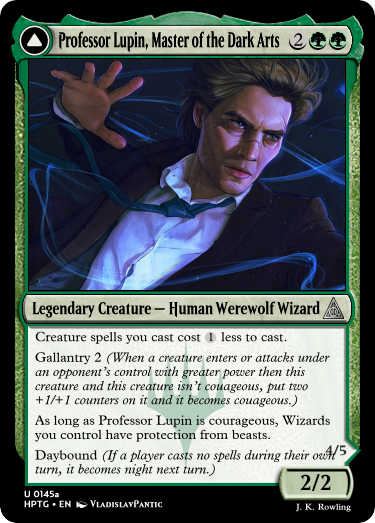 Professor Lupin, Master of the Dark Arts 2
Legendary Creature — Human Werewolf Wizard
Creature spells you cast cost 1 less to cast.
Gallantry 2 (When a creature enters or attacks under
an opponent's control with greater power then this
creature and this creature isn't couageous, put two
+1/+1 counters on it and it becomes couageous.)
As long as Professor Lupin is courageous, Wizards
you control have protection from beasts.
Daybound (If a player casts no spells during their own
turn, it becomes night next turn.)
4/5
2/2
U 0145a
HPTG • EN VladislavPantic
J. K. Rowling